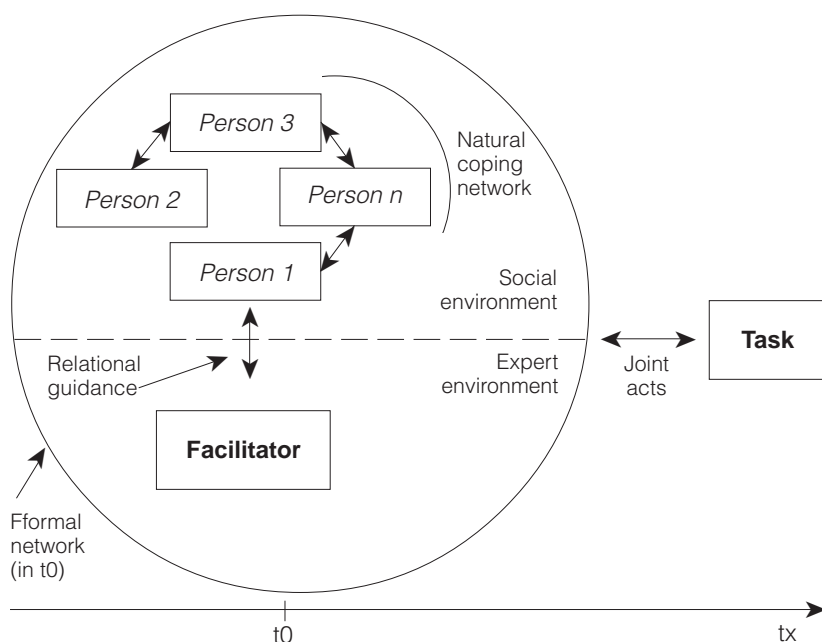 Person 3
Natural
coping
network
Person 2
Person n
Person 1
Social
environment
Task
Relational
guidance
Expert
environment
Joint
acts
Facilitator
Fformal
network
(in t0)
t0
tx